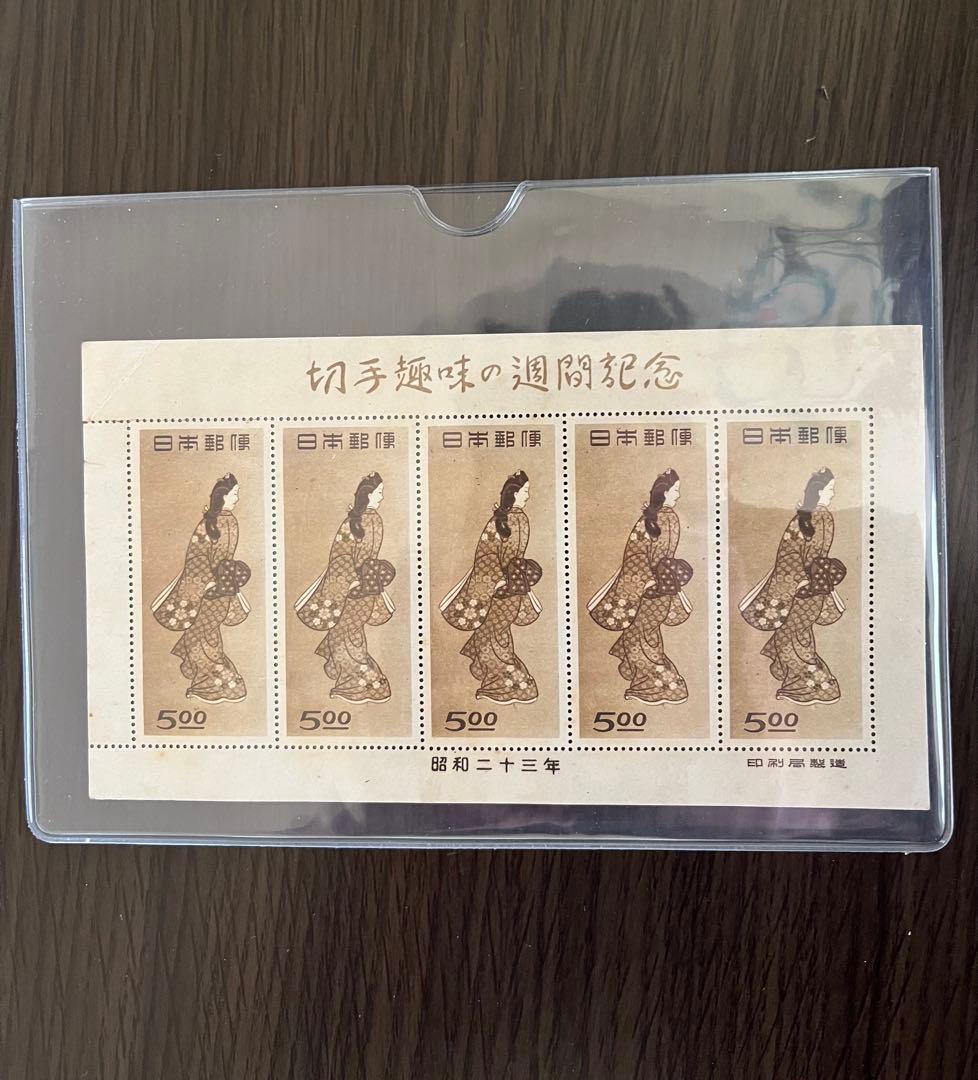 切手趣味の週間記念
日本郵便 日本郵便 日本郵便 日本郵便 日本郵便
5.00 5.00 5.00 5.00 5.00
昭和二十三年 印刷局製造